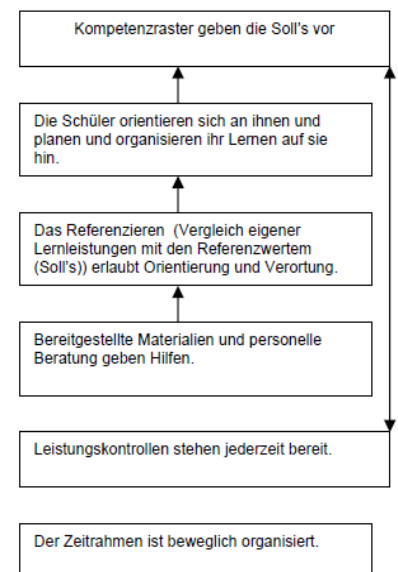 Kompetenzraster geben die Soll's vor
Die Schüler orientieren sich an ihnen und
planen und organisieren ihr Lernen auf sie
hin.
Das Referenzieren (Vergleich eigener
Lernleistungen mit den Referenzwertem
(Soll's)) erlaubt Orientierung und Verortung.
Bereitgestellte Materialien und personelle
Beratung geben Hilfen.
Leistungskontrollen stehen jederzeit bereit.
Der Zeitrahmen ist beweglich organisiert.